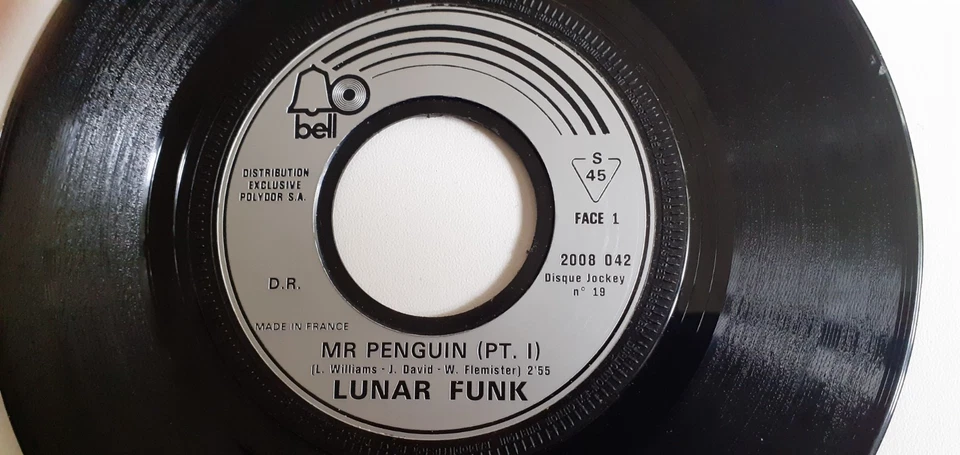 bell
DISTRIBUTION
EXCLUSIVE
POLYDOR S.A.
S
45
FACE 1
2008 042
Disque Jockey
n° 19
D.R.
MADE IN FRANCE
MR PENGUIN (PT. I)
(L. Williams - J. David - W. Flemister) 2'55
LUNAR FUNK